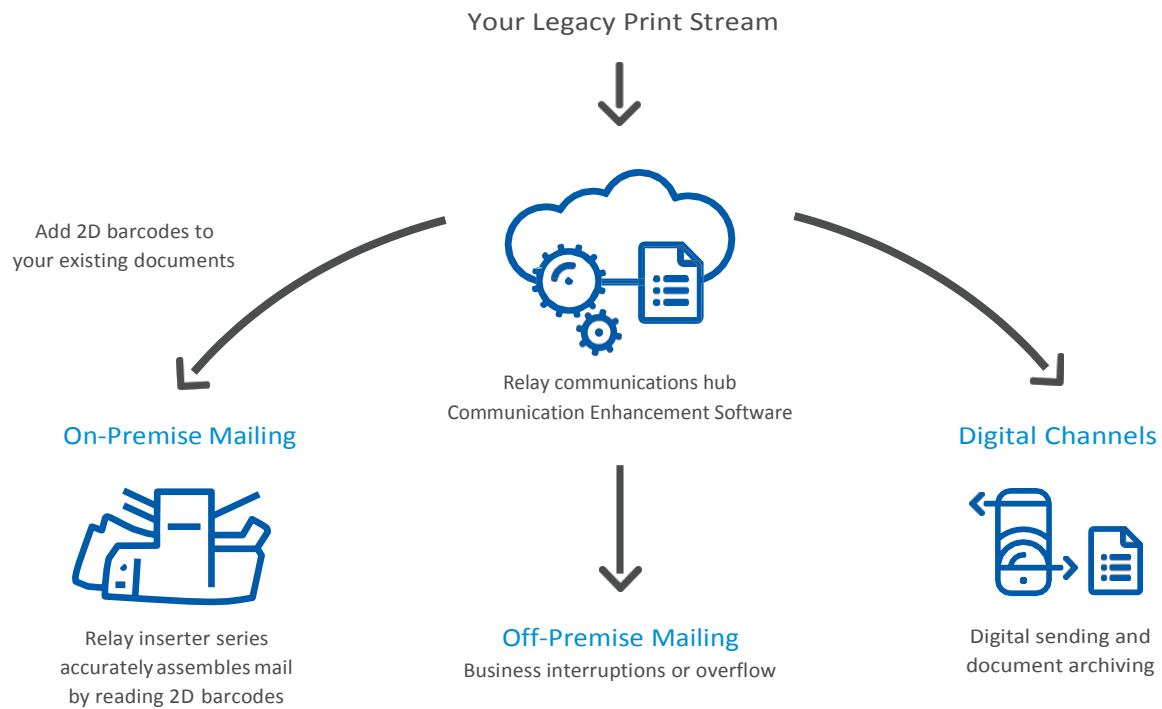 Your Legacy Print Stream
Add 2D barcodes to
your existing documents
Relay communications hub
Communication Enhancement Software
On-Premise Mailing
Relay inserter series
accurately assembles mail
by reading 2D barcodes
Off-Premise Mailing
Business interruptions or overflow
Digital Channels
Digital sending and
document archiving